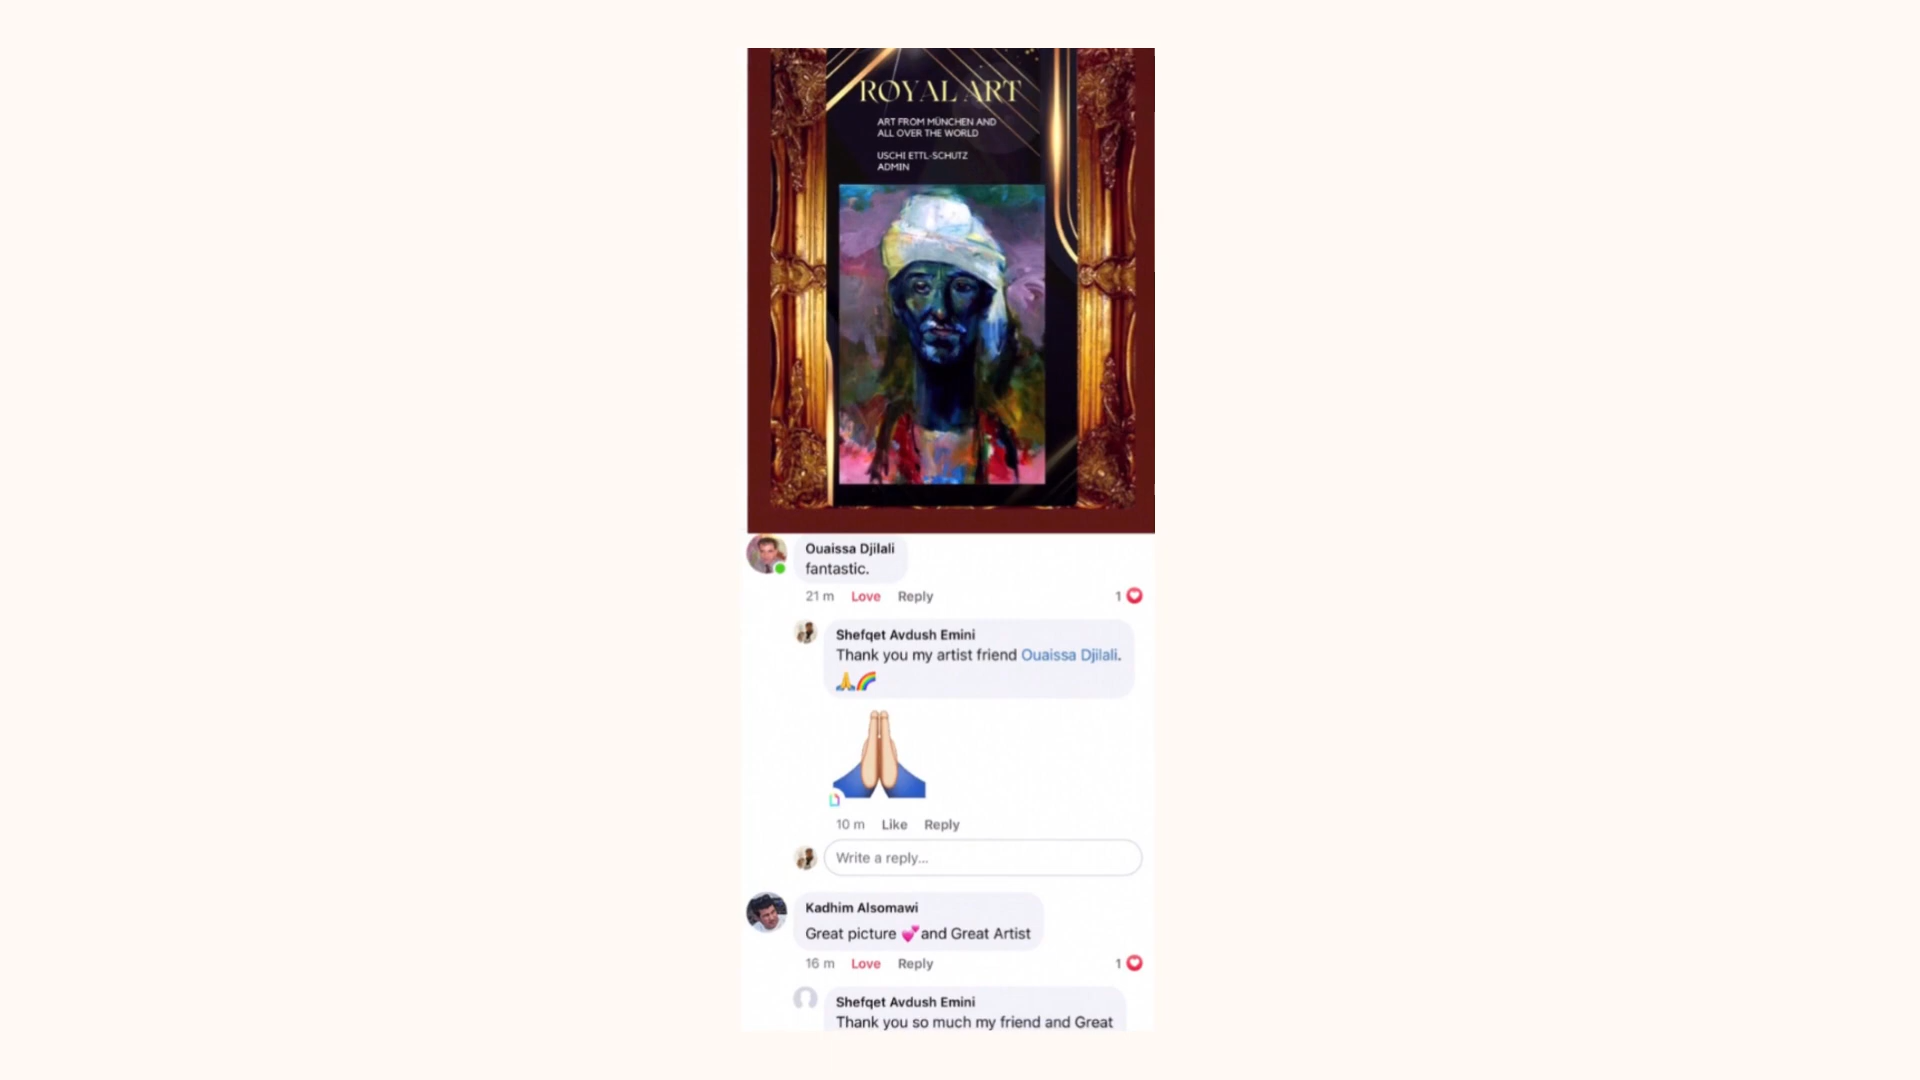 ROYAL ART
ART FROM MÜNCHEN AND
ALL OVER THE WORLD
USCHI ETTL-SCHUTZ
ADMIN
Ouaissa Djilali
fantastic.
21 m Love Reply 1
Shefqet Avdush Emini
Thank you my artist friend Ouaissa Djilali.
🙏🌈
10 m Like Reply
Write a reply...
Kadhim Alsomawi
Great picture 💕and Great Artist
16 m Love Reply 1
Shefqet Avdush Emini
Thank you so much my friend and Great